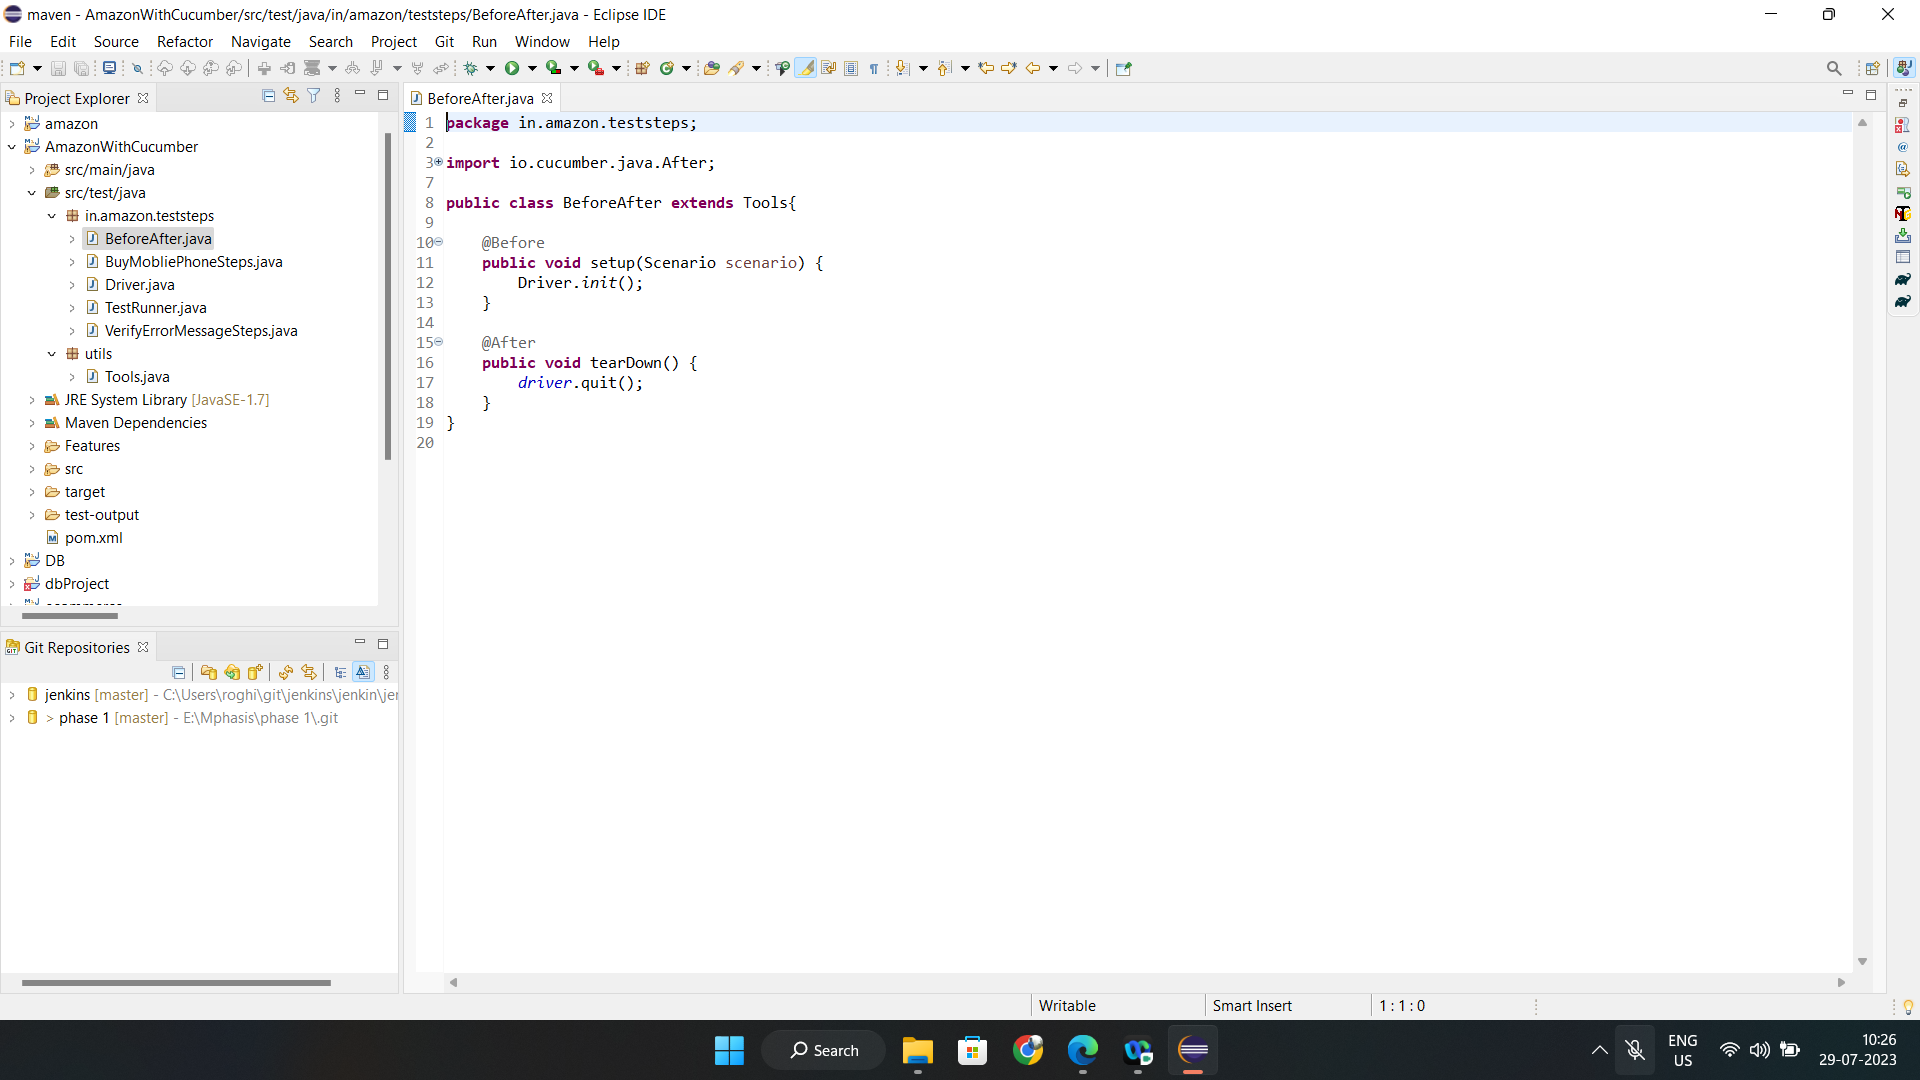 maven - AmazonWithCucumber/src/test/java/in/amazon/teststeps/BeforeAfter.java - Eclipse IDE
File Edit Source Refactor Navigate Search Project Git Run Window Help
Project Explorer
amazon
AmazonWithCucumber
src/main/java
src/test/java
in.amazon.teststeps
BeforeAfter.java
BuyMobliePhoneSteps.java
Driver.java
TestRunner.java
VerifyErrorMessageSteps.java
utils
Tools.java
JRE System Library [JavaSE-1.7]
Maven Dependencies
Features
src
target
test-output
pom.xml
DB
dbProject
Git Repositories
jenkins [master] - C:\Users\roghi\git\jenkins\jenkin\jer
> phase 1 [master] - E:\Mphasis\phase 1\.git
BeforeAfter.java
1 package in.amazon.teststeps;
2
3 import io.cucumber.java.After;
7
8 public class BeforeAfter extends Tools{
9
10 @Before
11 public void setup(Scenario scenario) {
12 Driver.init();
13 }
14
15 @After
16 public void tearDown() {
17 driver.quit();
18 }
19 }
20
Writable Smart Insert 1 : 1 : 0
Search
ENG
US
10:26
29-07-2023